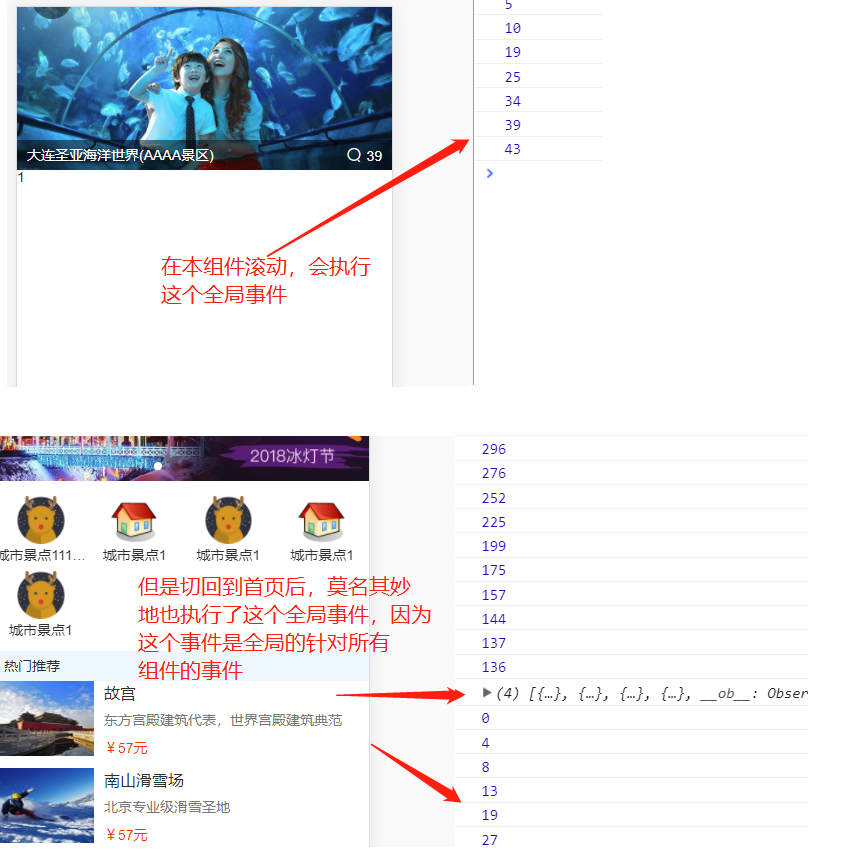 5
10
19
25
34
39
43
大连圣亚海洋世界(AAAA景区)
39
1
在本组件滚动，会执行
这个全局事件
2018冰灯节
296
276
252
225
199
175
157
144
137
136
(4) [{…}, {…}, {…}, {…}, __ob__: Obser
0
4
8
13
19
27
城市景点111...
城市景点1
城市景点1
城市景点1
城市景点1
但是切回到首页后，莫名其妙
地也执行了这个全局事件，因为
这个事件是全局的针对所有
组件的事件
热门推荐
故宫
东方宫殿建筑代表，世界宫殿建筑典范
￥57元
南山滑雪场
北京专业级滑雪圣地
￥57元